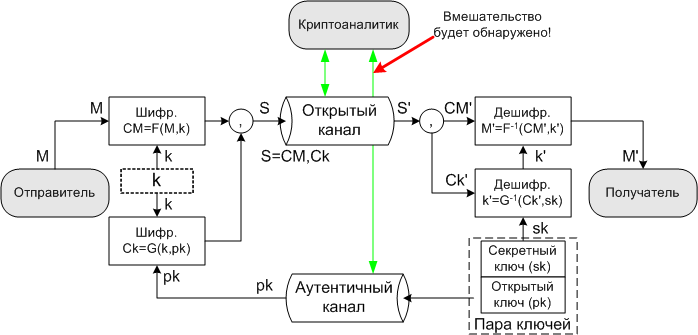 Криптоаналитик
Вмешательство
будет обнаружено!
M
Шифр.
CM=F(M,k)
,
S
Открытый
канал
S'
,
CM'
Дешифр.
M'=F⁻¹(CM',k')
S=CM,Ck
M
k
k'
M'
Отправитель
k
Ck'
Дешифр.
k'=G⁻¹(Ck',sk)
Получатель
k
Шифр.
Ck=G(k,pk)
sk
Секретный
ключ (sk)
pk
pk
Аутентичный
канал
Открытый
ключ (pk)
Пара ключей